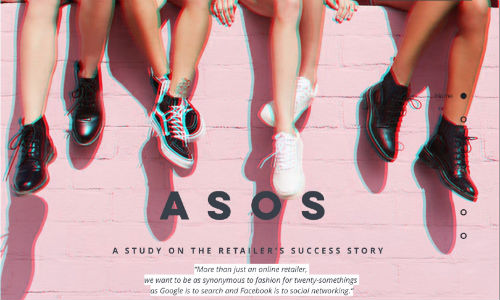 ASOS
A STUDY ON THE RETAILER'S SUCCESS STORY
"More than just an online retailer,
we want to be as synonymous to fashion for twenty-somethings
as Google is to search and Facebook is to social networking."